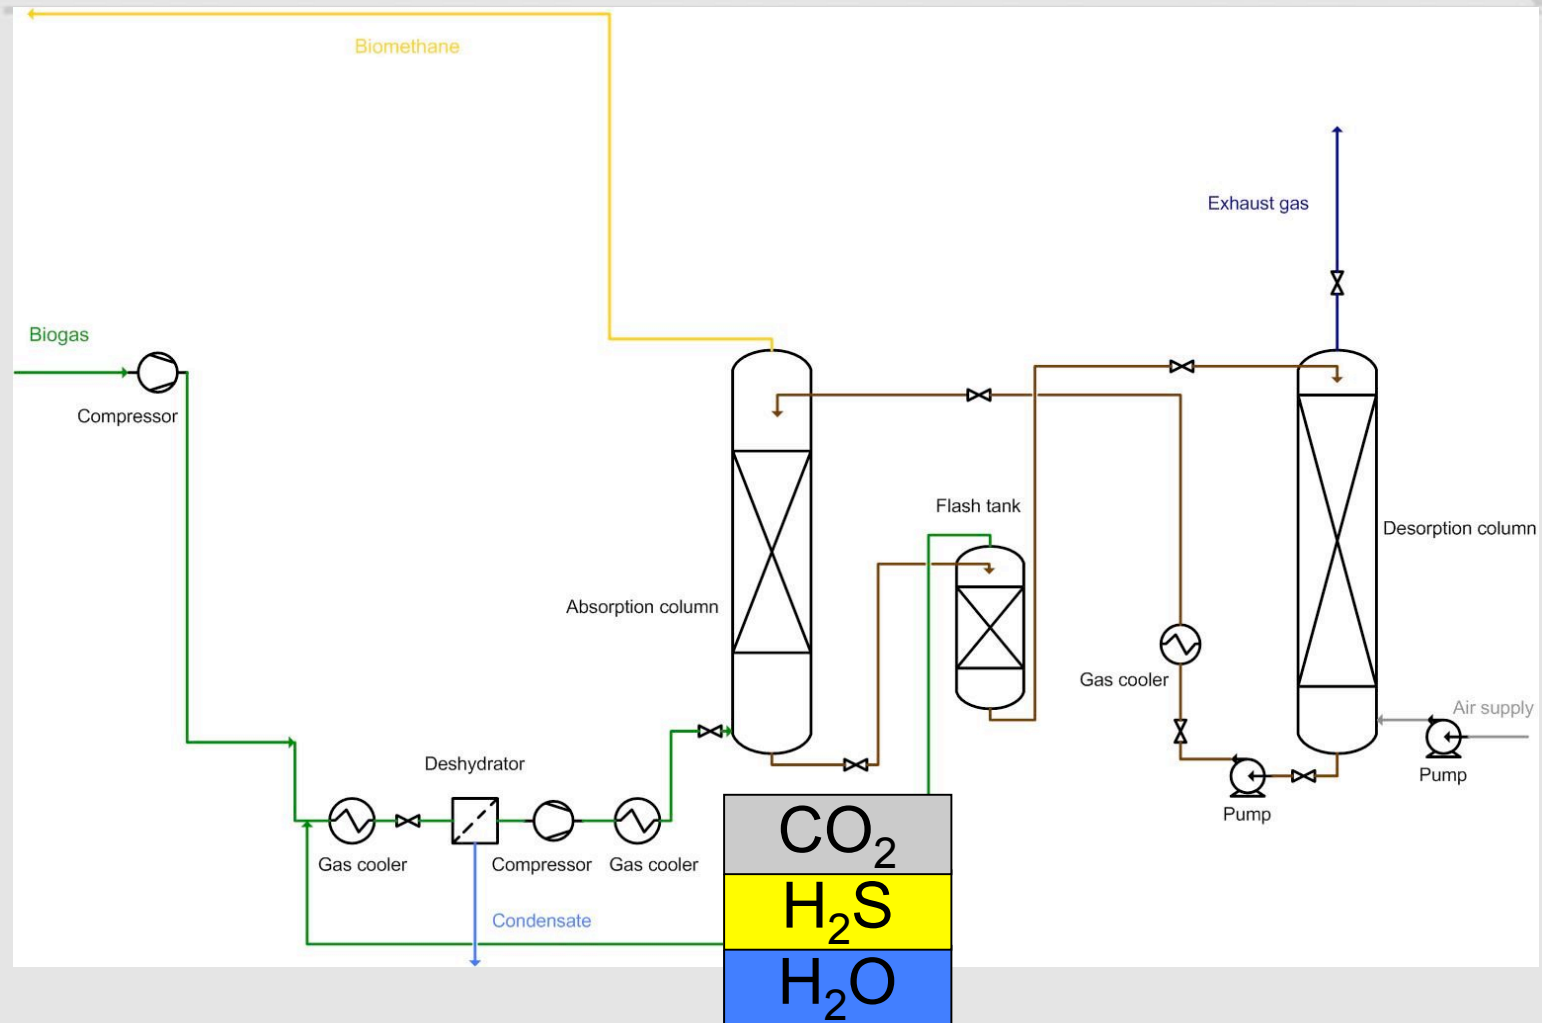 Biomethane
Exhaust gas
Biogas
Compressor
Flash tank
Desorption column
Absorption column
Gas cooler
Air supply
Pump
Pump
Deshydrator
Gas cooler
Compressor
Gas cooler
Condensate
CO₂
H₂S
H₂O